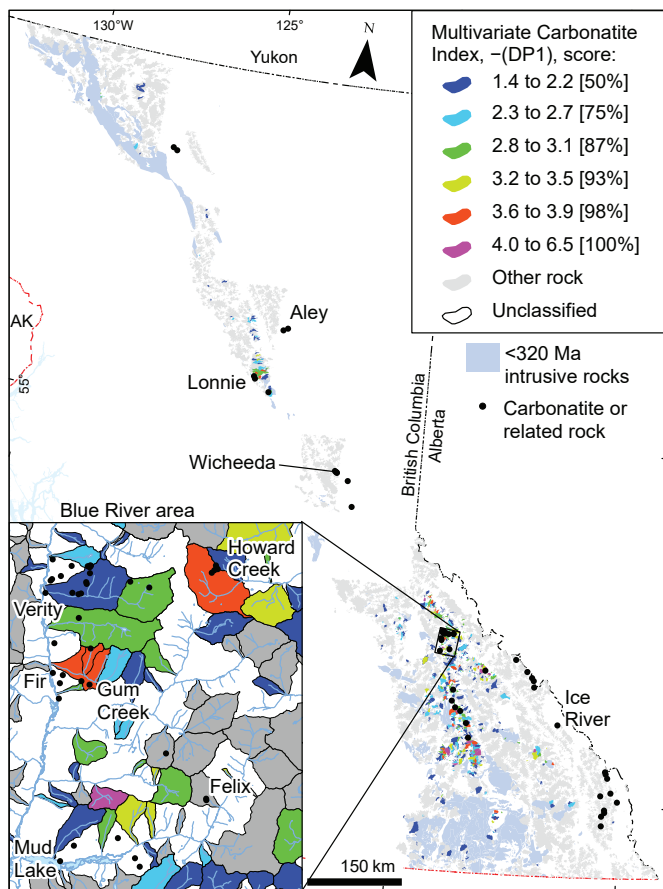 130°W
125°
Yukon
N
Multivariate Carbonatite
Index, −(DP1), score:
1.4 to 2.2 [50%]
2.3 to 2.7 [75%]
2.8 to 3.1 [87%]
3.2 to 3.5 [93%]
3.6 to 3.9 [98%]
4.0 to 6.5 [100%]
Other rock
Unclassified
<320 Ma
intrusive rocks
Carbonatite or
related rock
AK
55°
Aley
Lonnie
Wicheeda
British Columbia
Alberta
Blue River area
Howard
Creek
Verity
Fir
Gum
Creek
Felix
Mud
Lake
Ice
River
150 km